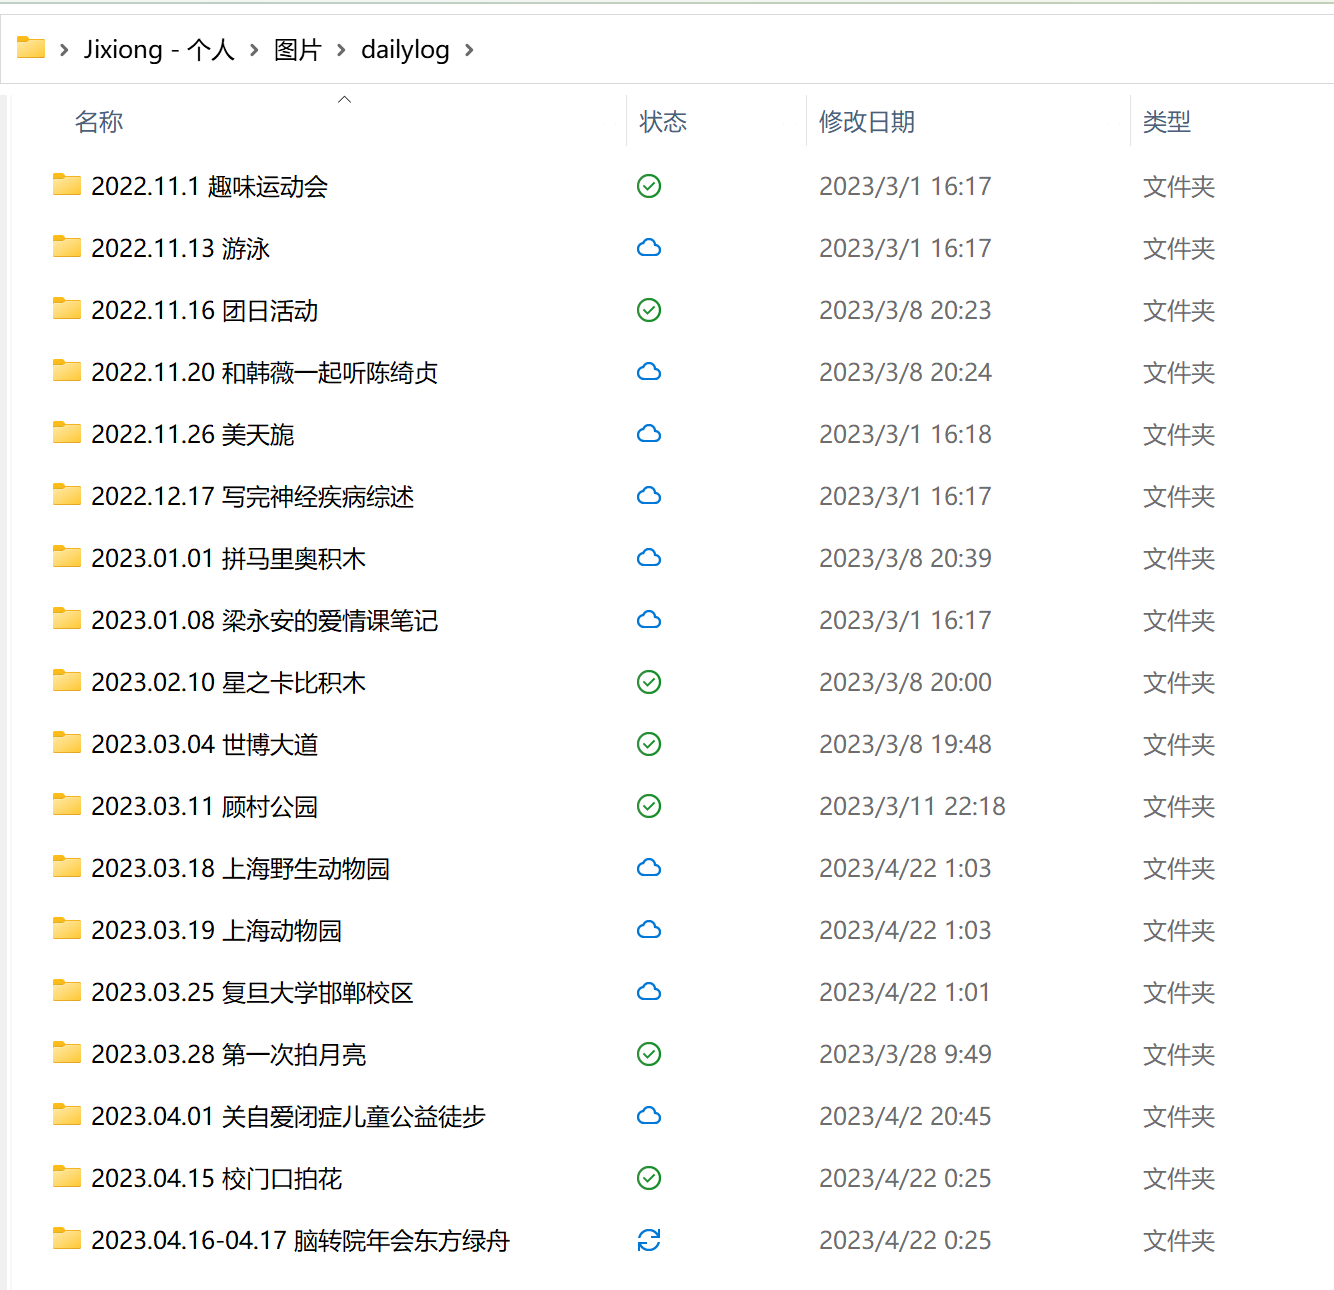 Jixiong - 个人 > 图片 > dailylog >
名称 状态 修改日期 类型
2022.11.1 趣味运动会 2023/3/1 16:17 文件夹
2022.11.13 游泳 2023/3/1 16:17 文件夹
2022.11.16 团日活动 2023/3/8 20:23 文件夹
2022.11.20 和韩薇一起听陈绮贞 2023/3/8 20:24 文件夹
2022.11.26 美天旎 2023/3/1 16:18 文件夹
2022.12.17 写完神经疾病综述 2023/3/1 16:17 文件夹
2023.01.01 拼马里奥积木 2023/3/8 20:39 文件夹
2023.01.08 梁永安的爱情课笔记 2023/3/1 16:17 文件夹
2023.02.10 星之卡比积木 2023/3/8 20:00 文件夹
2023.03.04 世博大道 2023/3/8 19:48 文件夹
2023.03.11 顾村公园 2023/3/11 22:18 文件夹
2023.03.18 上海野生动物园 2023/4/22 1:03 文件夹
2023.03.19 上海动物园 2023/4/22 1:03 文件夹
2023.03.25 复旦大学邯郸校区 2023/4/22 1:01 文件夹
2023.03.28 第一次拍月亮 2023/3/28 9:49 文件夹
2023.04.01 关自爱闭症儿童公益徒步 2023/4/2 20:45 文件夹
2023.04.15 校门口拍花 2023/4/22 0:25 文件夹
2023.04.16-04.17 脑转院年会东方绿舟 2023/4/22 0:25 文件夹